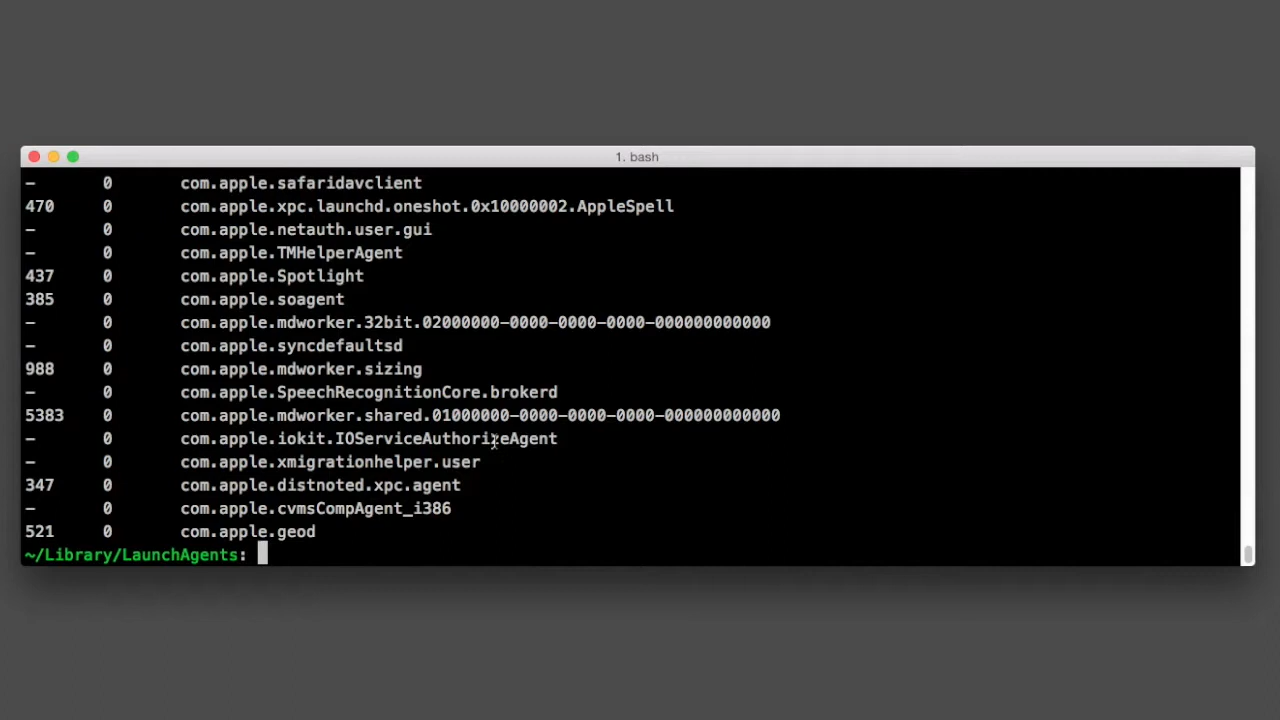 1. bash
- 0 com.apple.safaridavclient
470 0 com.apple.xpc.launchd.oneshot.0x10000002.AppleSpell
- 0 com.apple.netauth.user.gui
- 0 com.apple.TMHelperAgent
437 0 com.apple.Spotlight
385 0 com.apple.soagent
- 0 com.apple.mdworker.32bit.02000000-0000-0000-0000-000000000000
- 0 com.apple.syncdefaultsd
988 0 com.apple.mdworker.sizing
- 0 com.apple.SpeechRecognitionCore.brokerd
5383 0 com.apple.mdworker.shared.01000000-0000-0000-0000-000000000000
- 0 com.apple.iokit.IOServiceAuthorizeAgent
- 0 com.apple.xmigrationhelper.user
347 0 com.apple.distnoted.xpc.agent
- 0 com.apple.cvmsCompAgent_i386
521 0 com.apple.geod
~/Library/LaunchAgents: